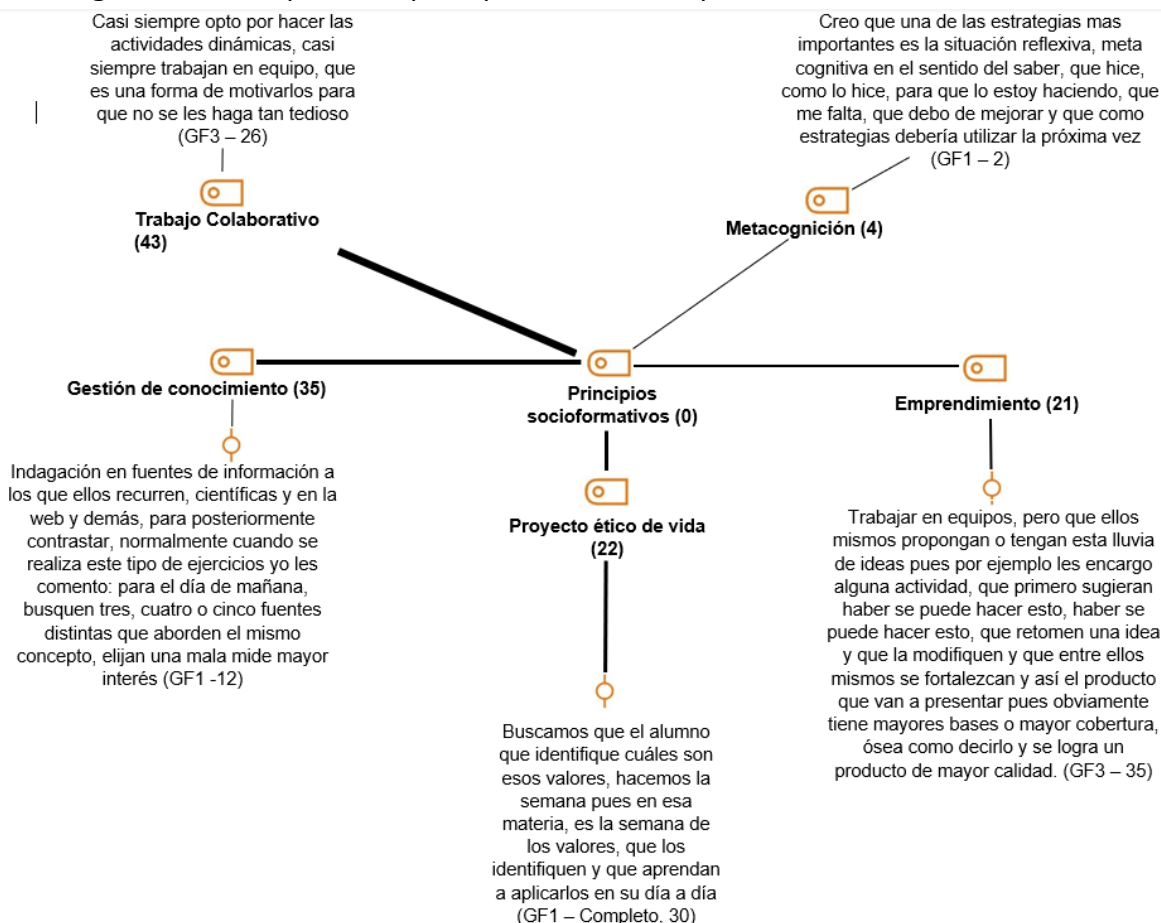 Casi siempre opto por hacer las
actividades dinámicas, casi
siempre trabajan en equipo, que
es una forma de motivarlos para
que no se les haga tan tedioso
(GF3 – 26)
Trabajo Colaborativo
(43)
Creo que una de las estrategias mas
importantes es la situación reflexiva, meta
cognitiva en el sentido del saber, que hice,
como lo hice, para que lo estoy haciendo, que
me falta, que debo de mejorar y que como
estrategias debería utilizar la próxima vez
(GF1 – 2)
Metacognición (4)
Gestión de conocimiento (35)
Indagación en fuentes de información a
los que ellos recurren, científicas y en la
web y demás, para posteriormente
contrastar, normalmente cuando se
realiza este tipo de ejercicios yo les
comento: para el día de mañana,
busquen tres, cuatro o cinco fuentes
distintas que aborden el mismo
concepto, elijan una mala mide mayor
interés (GF1 -12)
Principios
socioformativos (0)
Proyecto ético de vida
(22)
Buscamos que el alumno
que identifique cuáles son
esos valores, hacemos la
semana pues en esa
materia, es la semana de
los valores, que los
identifiquen y que aprendan
a aplicarlos en su día a día
(GF1 – Completo, 30)
Emprendimiento (21)
Trabajar en equipos, pero que ellos
mismos propongan o tengan esta lluvia
de ideas pues por ejemplo les encargo
alguna actividad, que primero sugieran
haber se puede hacer esto, haber se
puede hacer esto, que retomen una idea
y que la modifiquen y que entre ellos
mismos se fortalezcan y así el producto
que van a presentar pues obviamente
tiene mayores bases o mayor cobertura,
ósea como decirlo y se logra un
producto de mayor calidad. (GF3 – 35)